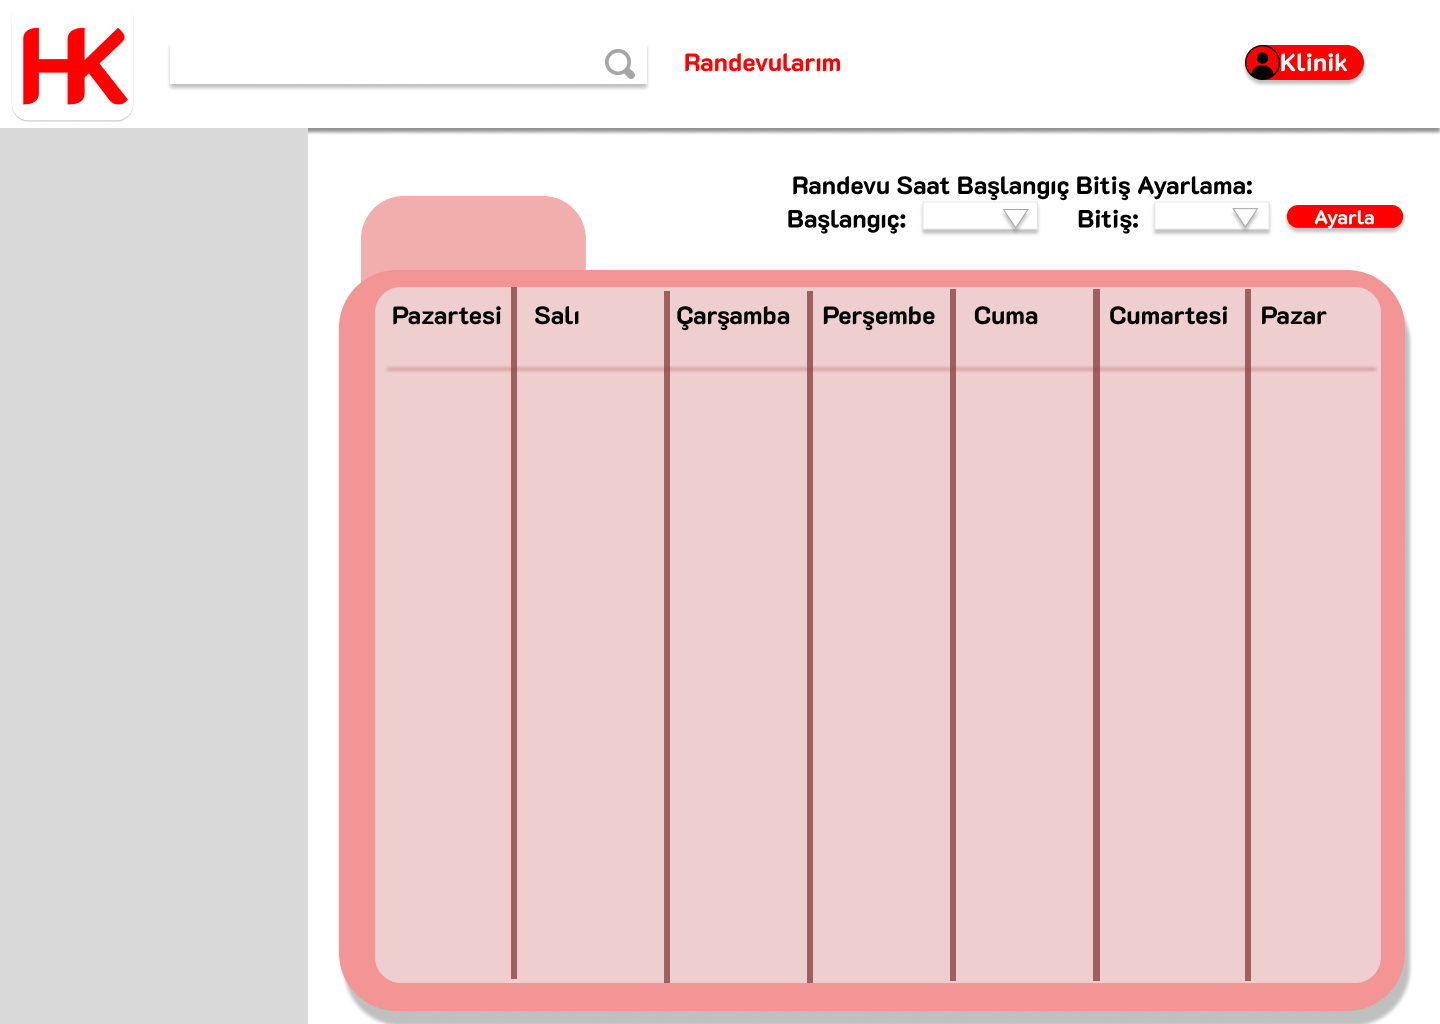 HK
Randevularım
Klinik
Randevu Saat Başlangıç Bitiş Ayarlama:
Başlangıç: Bitiş: Ayarla
Pazartesi Salı Çarşamba Perşembe Cuma Cumartesi Pazar